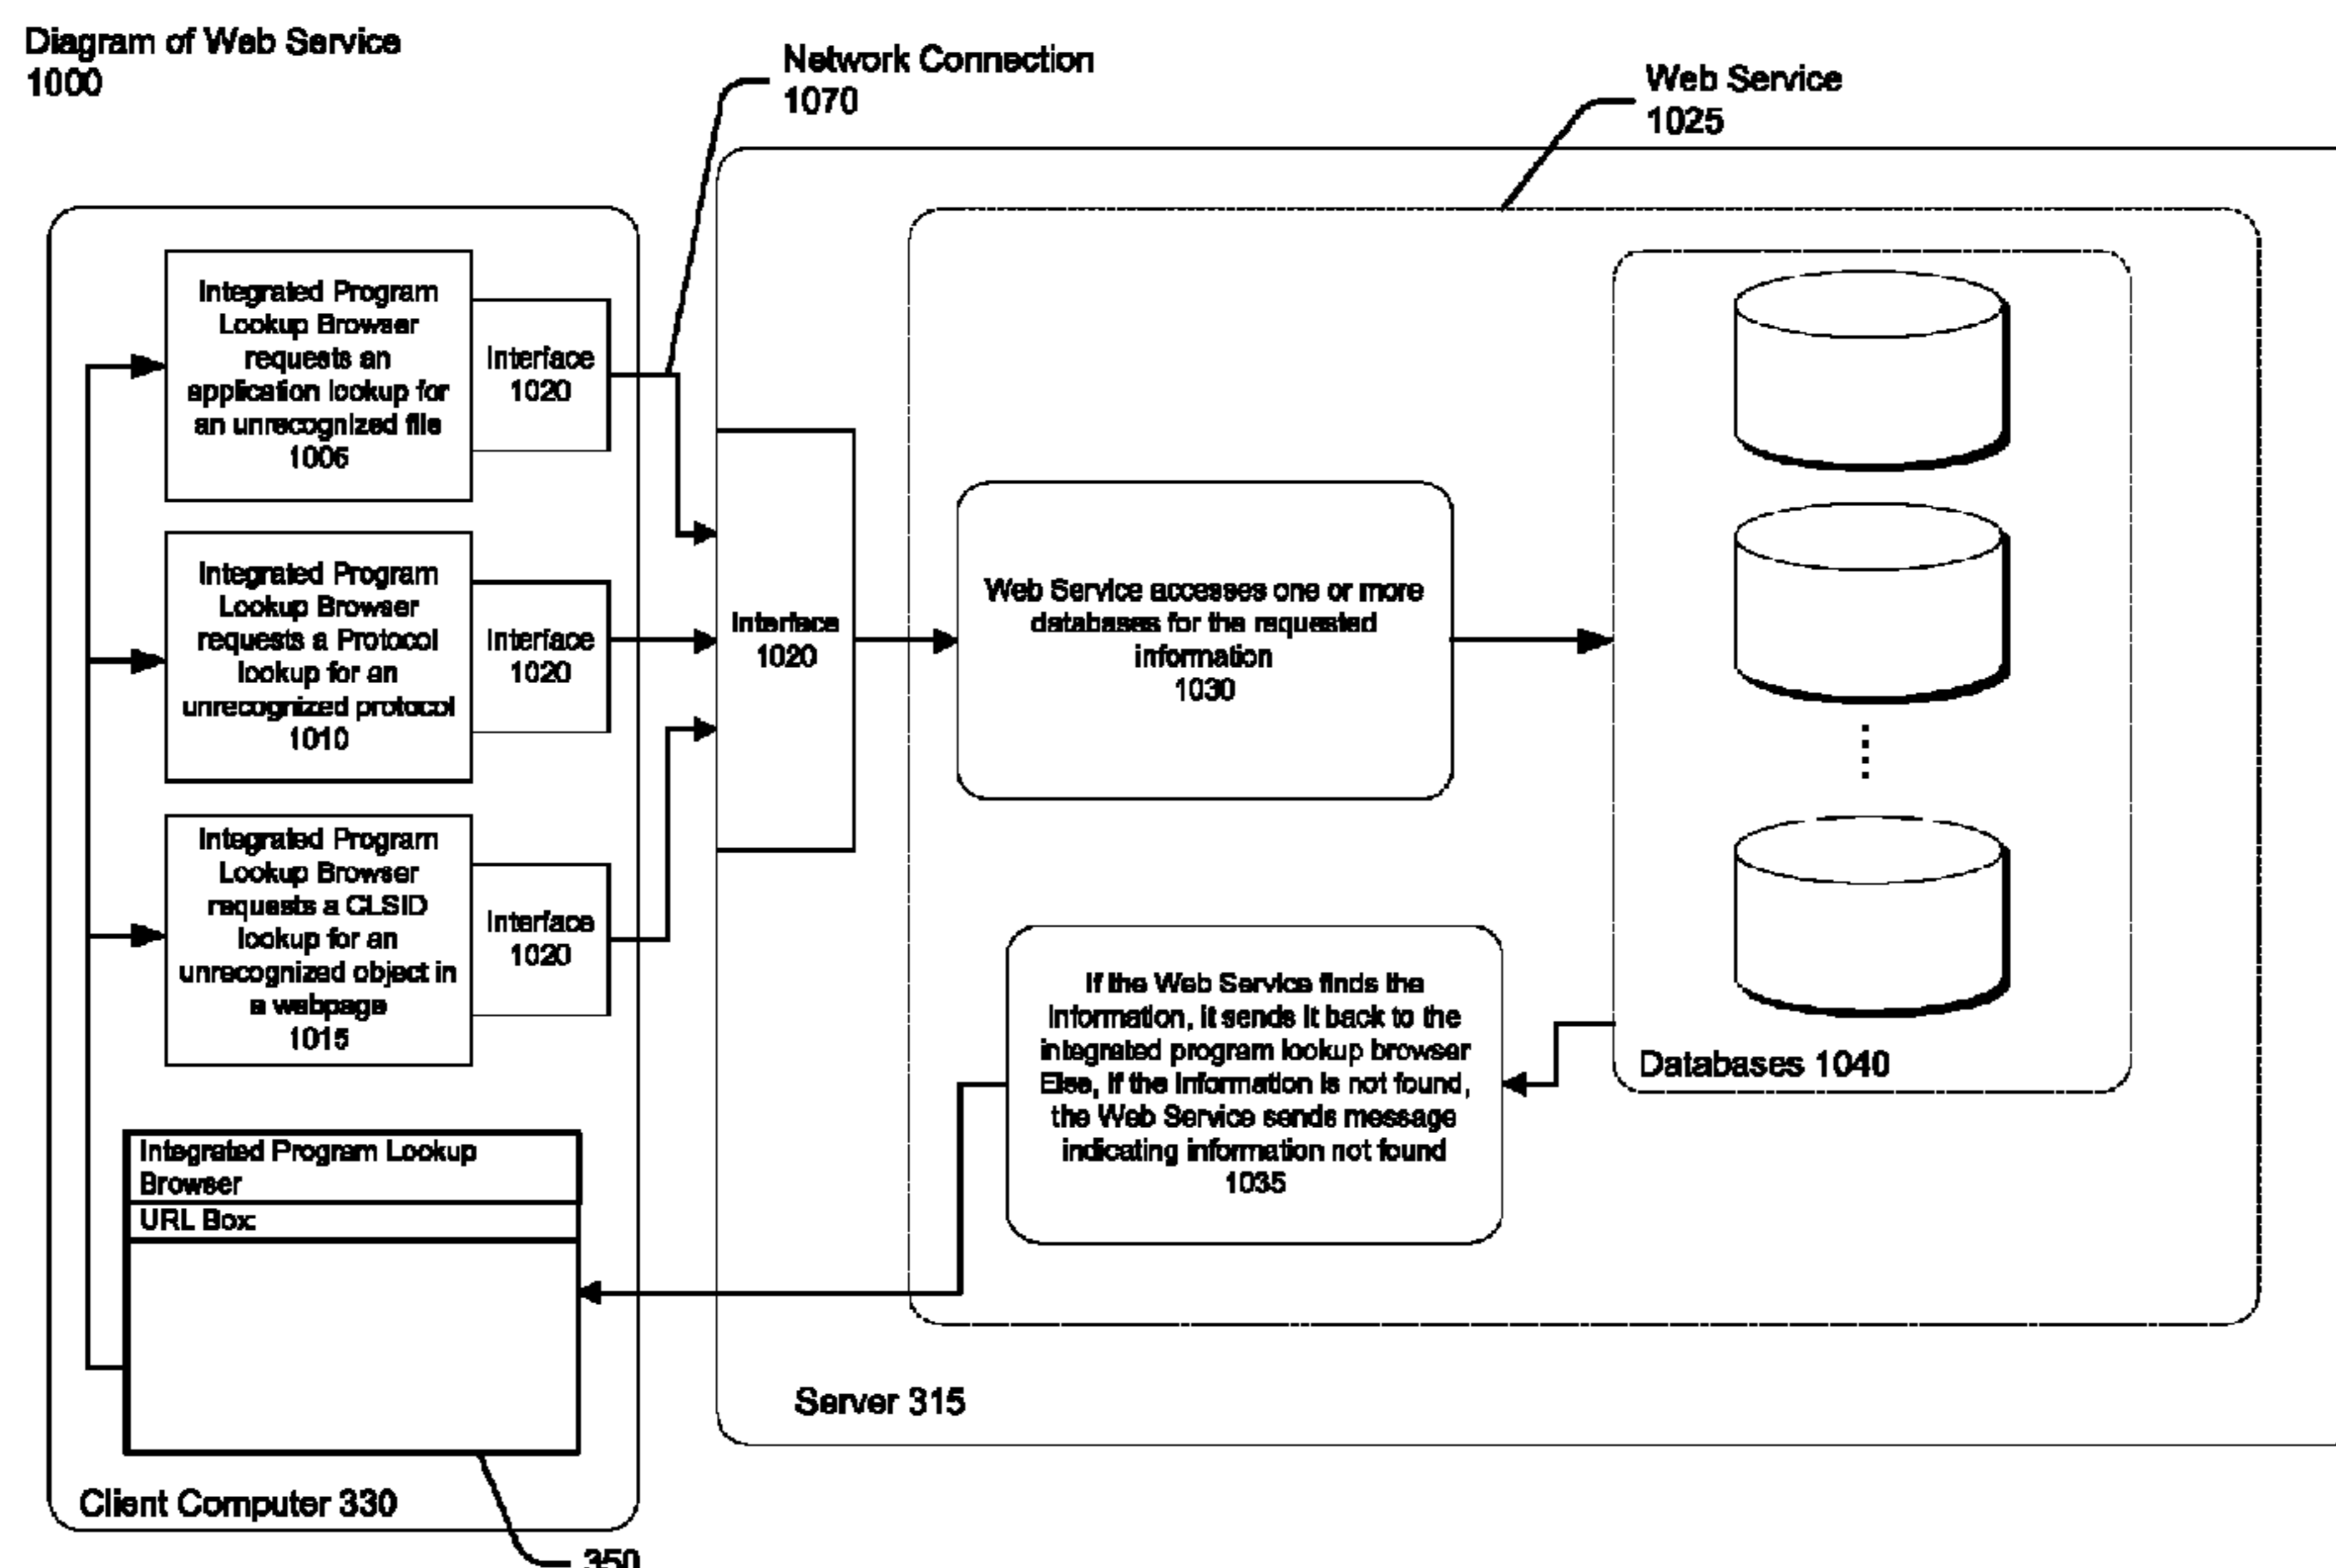 Diagram of Web Service
1000
Network Connection
1070
Web Service
1025
Integrated Program
Lookup Browser
requests an
application lookup for
an unrecognized file
1005
Interface
1020
Integrated Program
Lookup Browser
requests a Protocol
lookup for an
unrecognized protocol
1010
Interface
1020
Integrated Program
Lookup Browser
requests a CLSID
lookup for an
unrecognized object in
a webpage
1015
Interface
1020
Interface
1020
Web Service accesses one or more
databases for the requested
information
1030
If the Web Service finds the
information, it sends it back to the
integrated program lookup browser
Else, if the information is not found,
the Web Service sends message
indicating information not found
1035
Databases 1040
Integrated Program Lookup
Browser
URL Box:
Server 315
Client Computer 330
350